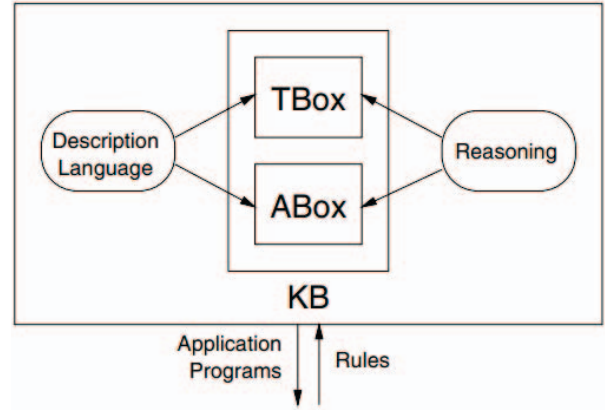 TBox
Description
Language
Reasoning
ABox
KB
Application
Programs
Rules